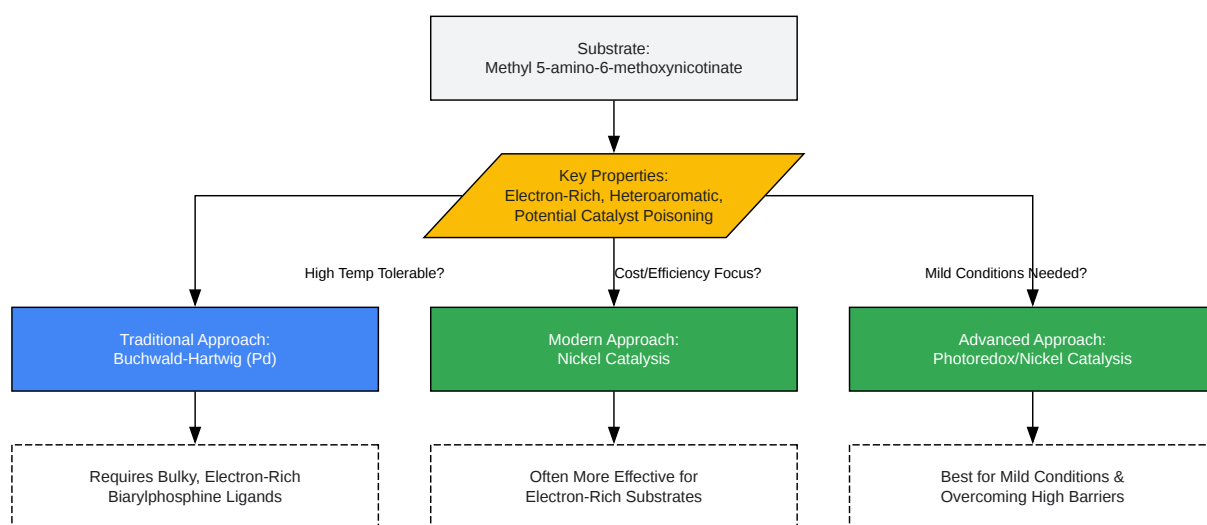 Substrate:
Methyl 5-amino-6-methoxynicotinate
Key Properties:
Electron-Rich, Heteroaromatic,
Potential Catalyst Poisoning
High Temp Tolerable?
Cost/Efficiency Focus?
Mild Conditions Needed?
Traditional Approach:
Buchwald-Hartwig (Pd)
Modern Approach:
Nickel Catalysis
Advanced Approach:
Photoredox/Nickel Catalysis
Requires Bulky, Electron-Rich
Biarylphosphine Ligands
Often More Effective for
Electron-Rich Substrates
Best for Mild Conditions &
Overcoming High Barriers